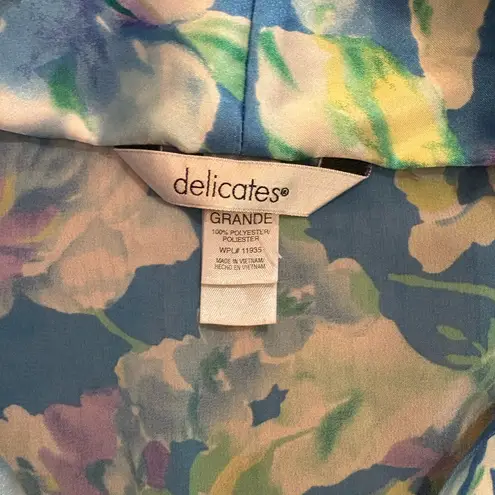 delicates®
GRANDE
100% POLYESTER/
POLIESTER
WPL# 11935
MADE IN VIETNAM/
HECHO EN VIETNAM